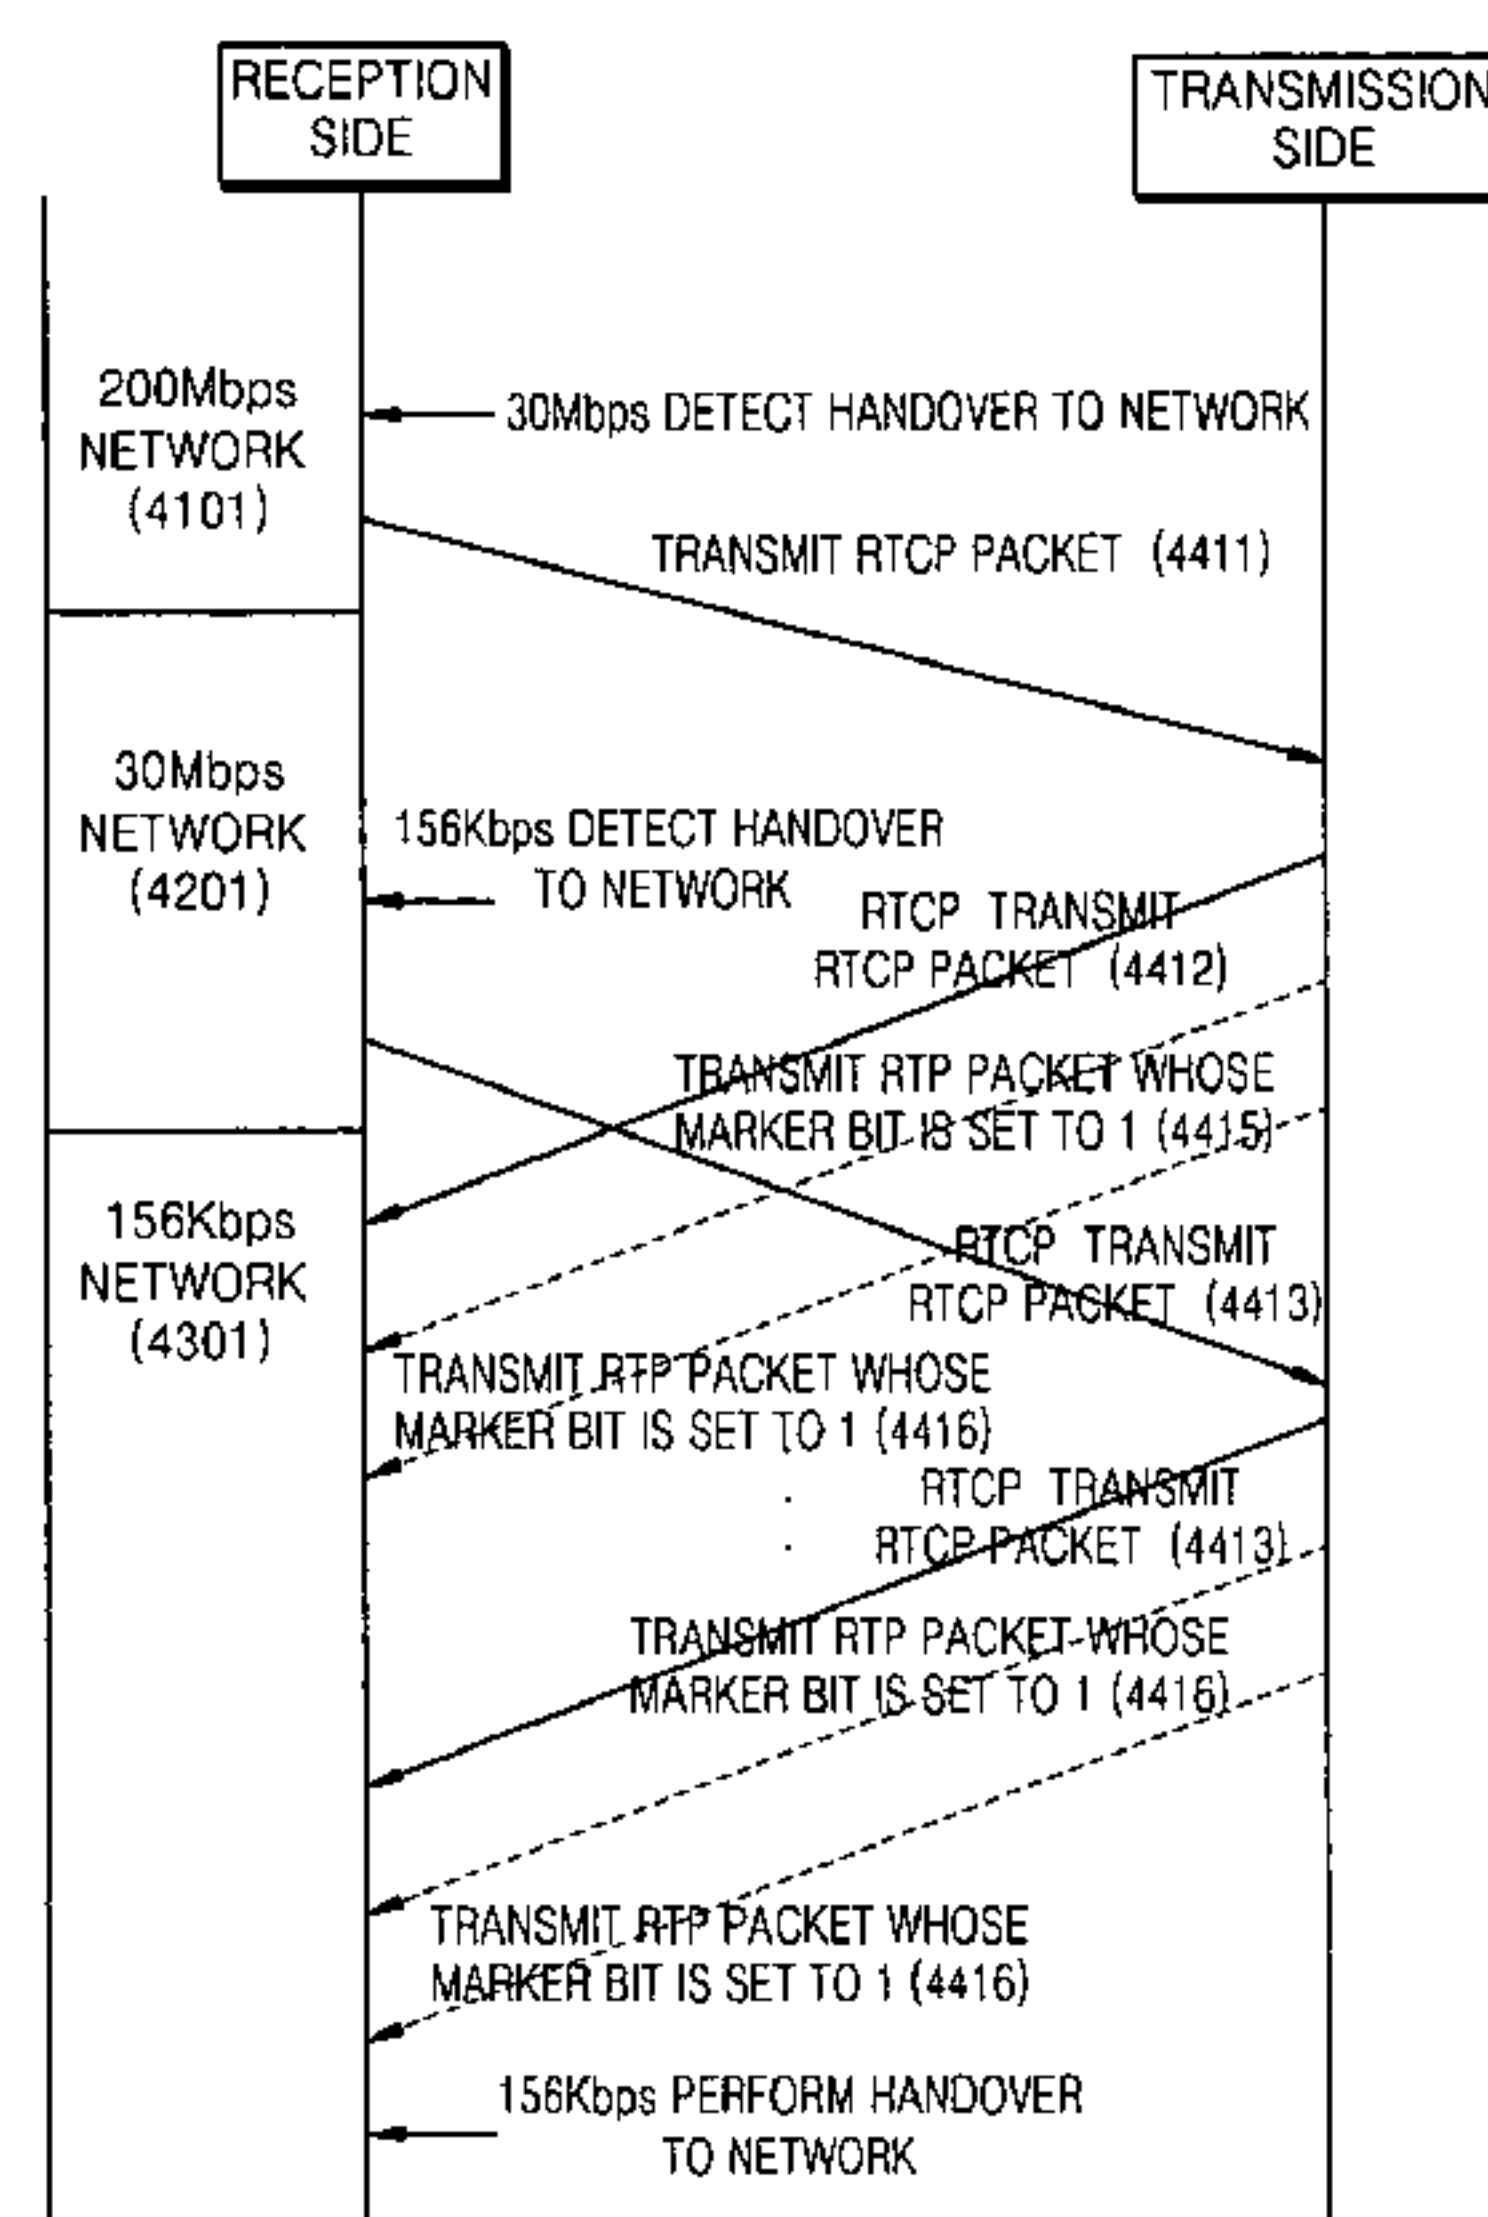 RECEPTION
SIDE
TRANSMISSION
SIDE
200Mbps
NETWORK
(4101)
30Mbps DETECT HANDOVER TO NETWORK
TRANSMIT RTCP PACKET (4411)
30Mbps
NETWORK
(4201)
156Kbps DETECT HANDOVER
TO NETWORK
RTCP TRANSMIT
RTCP PACKET (4412)
TRANSMIT RTP PACKET WHOSE
MARKER BIT IS SET TO 1 (4415)
156Kbps
NETWORK
(4301)
RTCP TRANSMIT
RTCP PACKET (4413)
TRANSMIT RTP PACKET WHOSE
MARKER BIT IS SET TO 1 (4416)
RTCP TRANSMIT
RTCP PACKET (4413)
TRANSMIT RTP PACKET WHOSE
MARKER BIT IS SET TO 1 (4416)
TRANSMIT RTP PACKET WHOSE
MARKER BIT IS SET TO 1 (4416)
156Kbps PERFORM HANDOVER
TO NETWORK